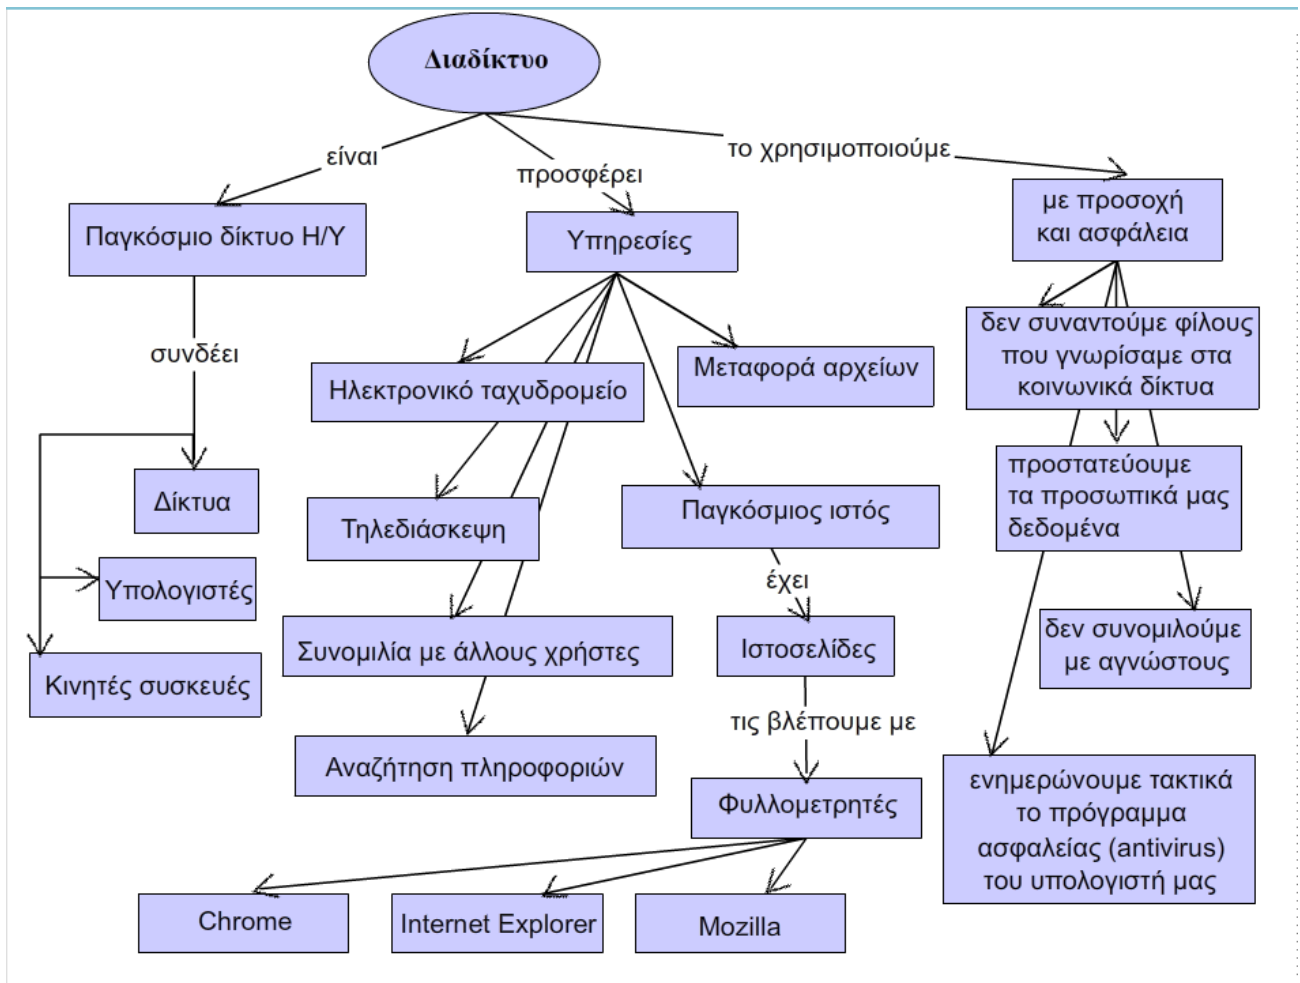 Διαδίκτυο
είναι
προσφέρει
το χρησιμοποιούμε
Παγκόσμιο δίκτυο Η/Υ
Υπηρεσίες
με προσοχή
και ασφάλεια
συνδέει
Δίκτυα
Υπολογιστές
Κινητές συσκευές
Ηλεκτρονικό ταχυδρομείο
Μεταφορά αρχείων
Τηλεδιάσκεψη
Παγκόσμιος ιστός
Συνομιλία με άλλους χρήστες
Αναζήτηση πληροφοριών
έχει
Ιστοσελίδες
τις βλέπουμε με
Φυλλομετρητές
Chrome
Internet Explorer
Mozilla
δεν συναντούμε φίλους
που γνωρίσαμε στα
κοινωνικά δίκτυα
προστατεύουμε
τα προσωπικά μας
δεδομένα
δεν συνομιλούμε
με αγνώστους
ενημερώνουμε τακτικά
το πρόγραμμα
ασφαλείας (antivirus)
του υπολογιστή μας